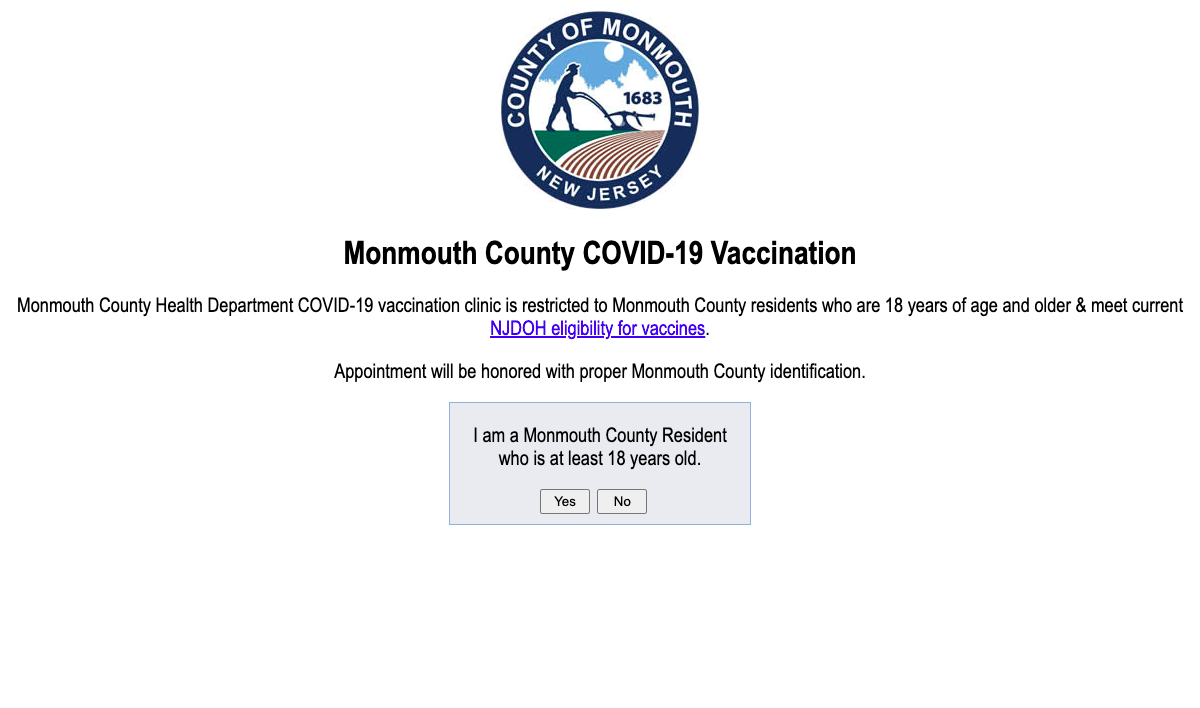 COUNTY OF MONMOUTH
1683
NEW JERSEY
Monmouth County COVID-19 Vaccination
Monmouth County Health Department COVID-19 vaccination clinic is restricted to Monmouth County residents who are 18 years of age and older & meet current
NJDOH eligibility for vaccines.
Appointment will be honored with proper Monmouth County identification.
I am a Monmouth County Resident
who is at least 18 years old.
Yes No